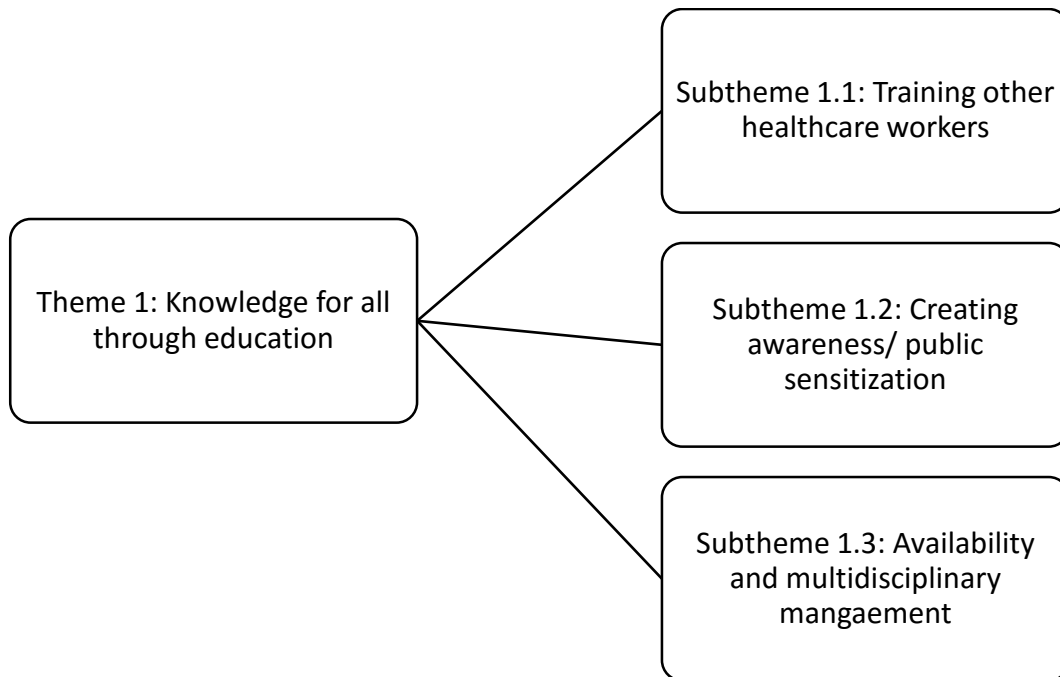 Theme 1: Knowledge for all
through education
Subtheme 1.1: Training other
healthcare workers
Subtheme 1.2: Creating
awareness/ public
sensitization
Subtheme 1.3: Availability
and multidisciplinary
mangaement